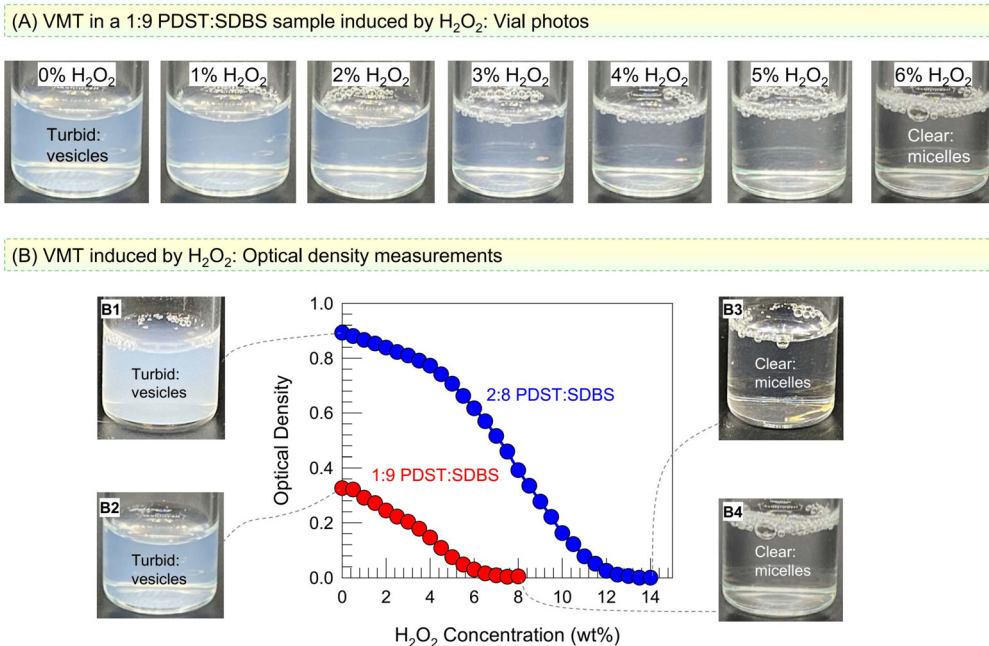 (A) VMT in a 1:9 PDST:SDBS sample induced by H₂O₂: Vial photos
0% H₂O₂
1% H₂O₂
2% H₂O₂
3% H₂O₂
4% H₂O₂
5% H₂O₂
6% H₂O₂
Turbid:
vesicles
Clear:
micelles
(B) VMT induced by H₂O₂: Optical density measurements
B1
Turbid:
vesicles
B2
Turbid:
vesicles
Optical Density
1.0
0.8
0.6
0.4
0.2
0.0
2:8 PDST:SDBS
1:9 PDST:SDBS
0 2 4 6 8 10 12 14
H₂O₂ Concentration (wt%)
B3
Clear:
micelles
B4
Clear:
micelles